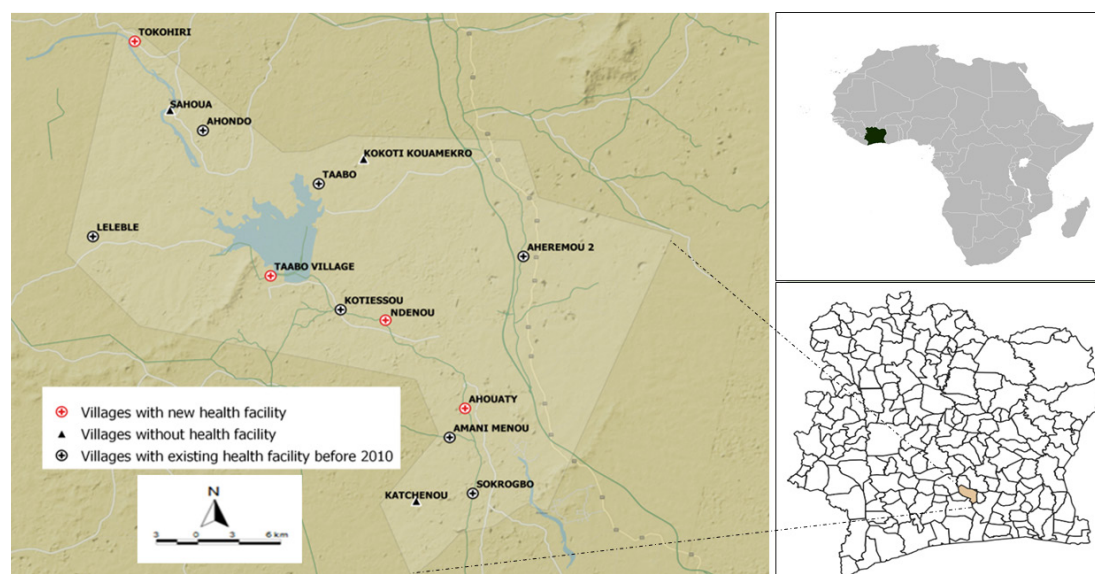 TOKOHIRI
SAHOUA
AHONDO
KOKOTI KOUAMEKRO
TAABO
LELEBLE
AHEREMOU 2
TAABO VILLAGE
KOTIESSOU
NDENOU
AHOUATY
AMANI MENOU
SOKROGBO
KATCHENOU
Villages with new health facility
Villages without health facility
Villages with existing health facility before 2010
N
3 0 3 6 km